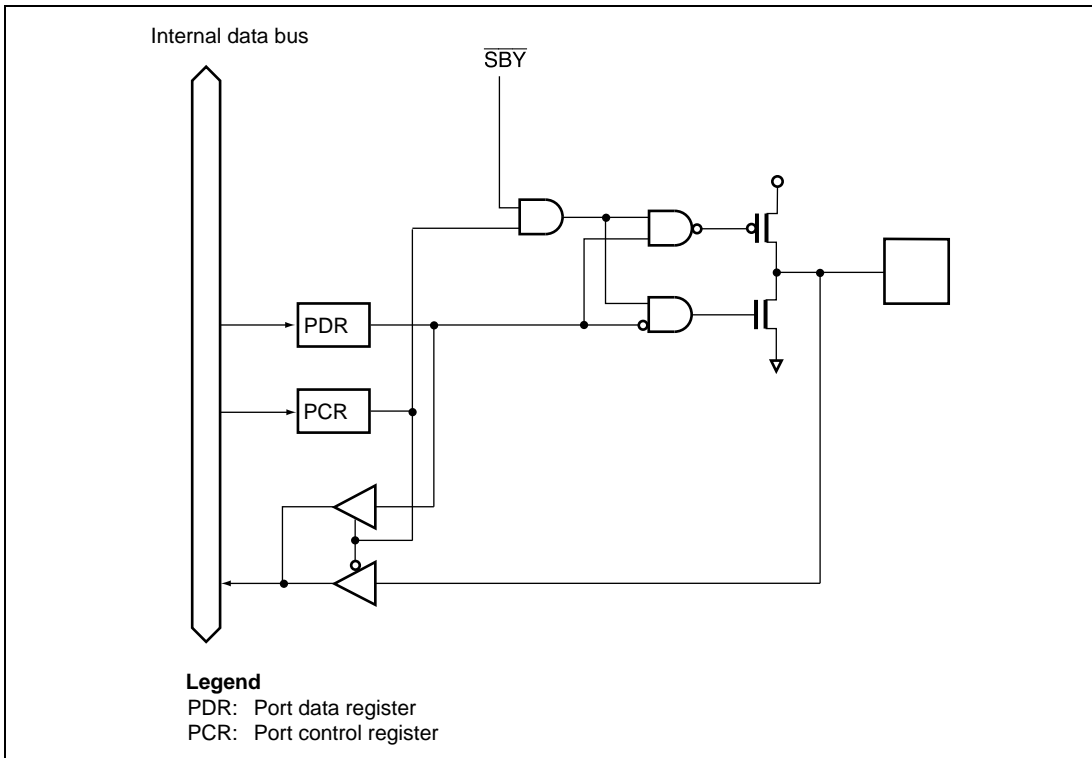 Internal data bus
SBY
PDR
PCR
Legend
PDR: Port data register
PCR: Port control register